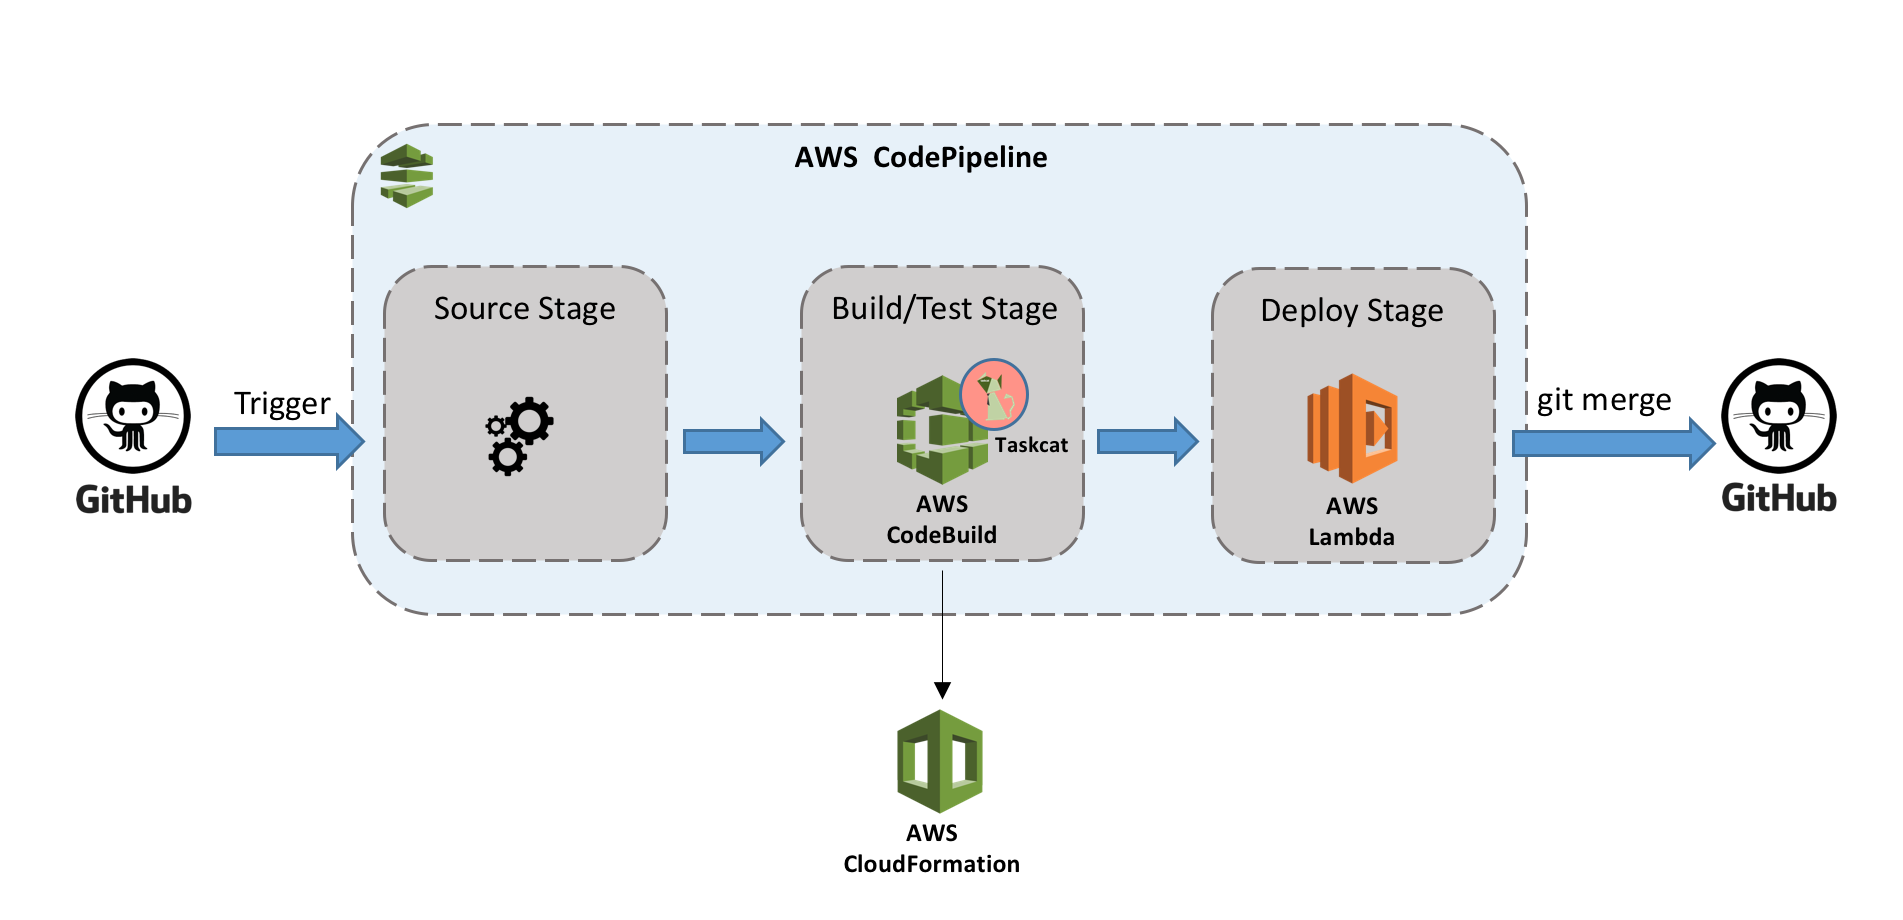 AWS CodePipeline
Source Stage
Build/Test Stage
Deploy Stage
Trigger
git merge
GitHub
Taskcat
AWS
CodeBuild
AWS
Lambda
GitHub
AWS
CloudFormation